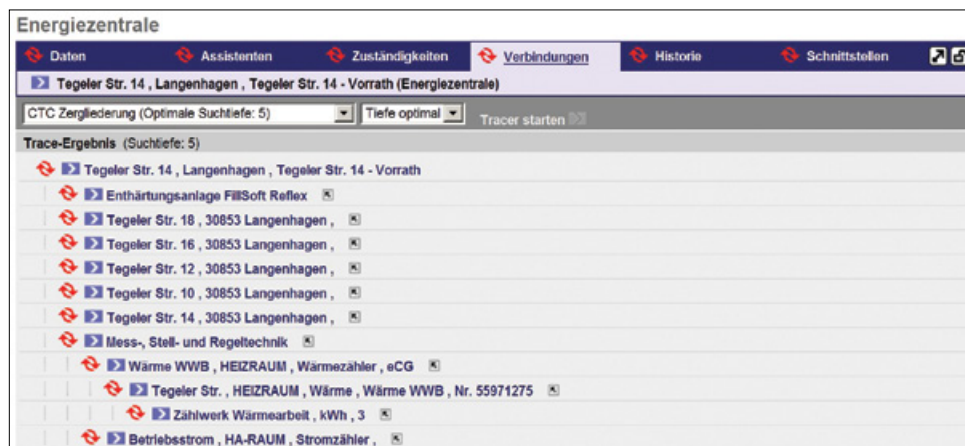 Energiezentrale
Daten Assistenten Zuständigkeiten Verbindungen Historie Schnittstellen
Tegeler Str. 14 , Langenhagen , Tegeler Str. 14 - Vorrath (Energiezentrale)
CTC Zergliederung (Optimale Suchtiefe: 5) Tiefe optimal Tracer starten
Trace-Ergebnis (Suchtiefe: 5)
Tegeler Str. 14 , Langenhagen , Tegeler Str. 14 - Vorrath
Enthärtungsanlage FillSoft Reflex
Tegeler Str. 18 , 30853 Langenhagen ,
Tegeler Str. 16 , 30853 Langenhagen ,
Tegeler Str. 12 , 30853 Langenhagen ,
Tegeler Str. 10 , 30853 Langenhagen ,
Tegeler Str. 14 , 30853 Langenhagen ,
Mess-, Stell- und Regeltechnik
Wärme WWB , HEIZRAUM , Wärmezähler , eCG
Tegeler Str. , HEIZRAUM , Wärme , Wärme WWB , Nr. 55971275
Zählwerk Wärmearbeit , kWh , 3
Betriebsstrom , HA-RAUM , Stromzähler ,